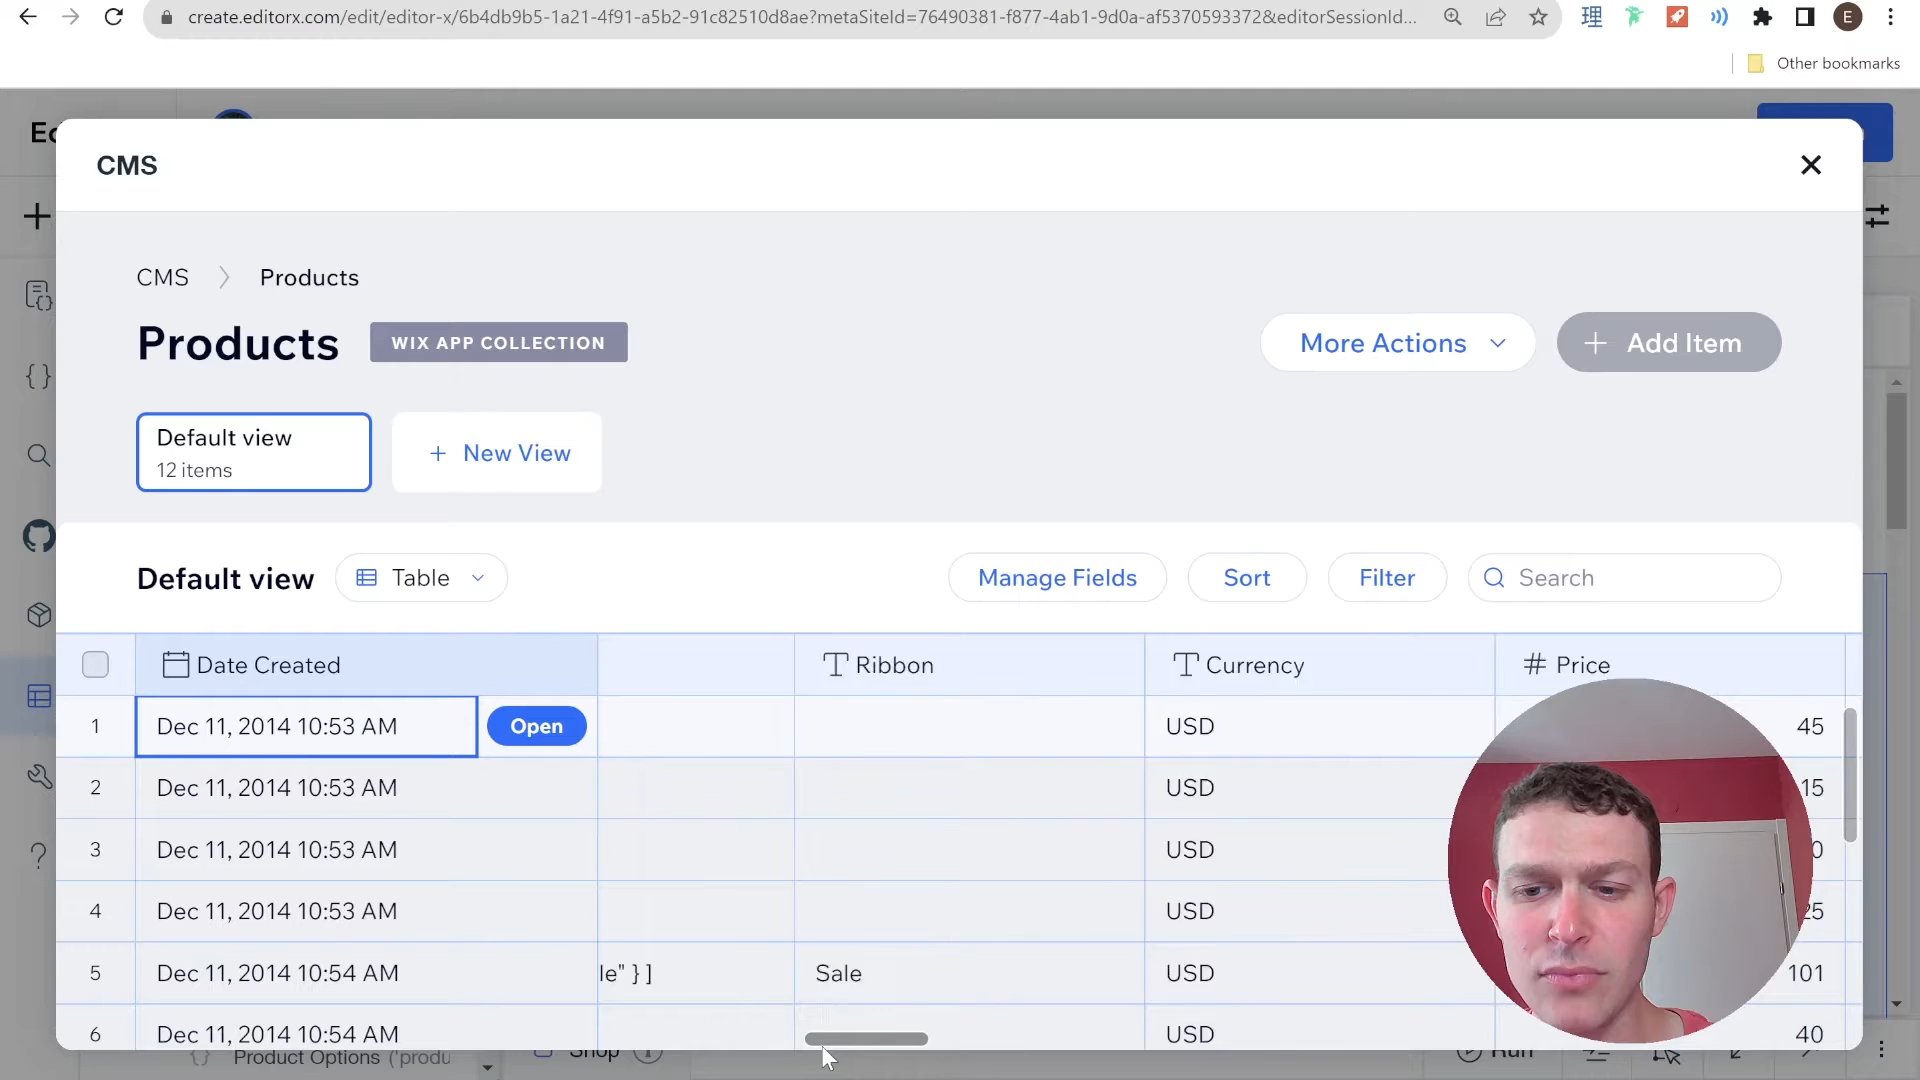 create.editorx.com/edit/editor-x/6b4db9b5-1a21-4f91-a5b2-91c82510d8ae?metaSiteId=76490381-f877-4ab1-9d0a-af5370593372&editorSessionId...
理
E
Other bookmarks
CMS
CMS Products
Products WIX APP COLLECTION
More Actions
+ Add Item
Default view
12 items
+ New View
Default view
Table
Manage Fields
Sort
Filter
Search
Date Created Ribbon Currency # Price
1 Dec 11, 2014 10:53 AM Open USD 45
2 Dec 11, 2014 10:53 AM USD 15
3 Dec 11, 2014 10:53 AM USD
4 Dec 11, 2014 10:53 AM USD 25
5 Dec 11, 2014 10:54 AM le" } ] Sale USD 101
6 Dec 11, 2014 10:54 AM USD 40
Product Options ('produ
Shop
Run